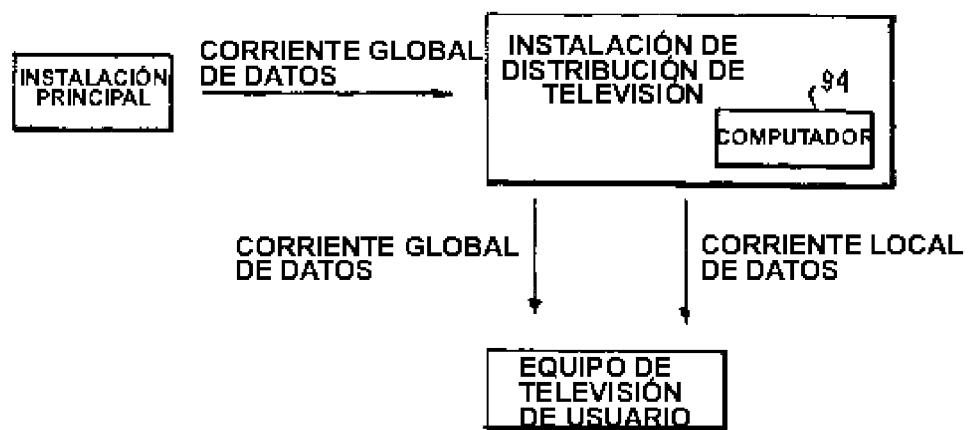 INSTALACIÓN
PRINCIPAL
CORRIENTE GLOBAL
DE DATOS
INSTALACIÓN DE
DISTRIBUCIÓN DE
TELEVISIÓN
94
COMPUTADOR
CORRIENTE GLOBAL
DE DATOS
CORRIENTE LOCAL
DE DATOS
EQUIPO DE
TELEVISIÓN
DE USUARIO